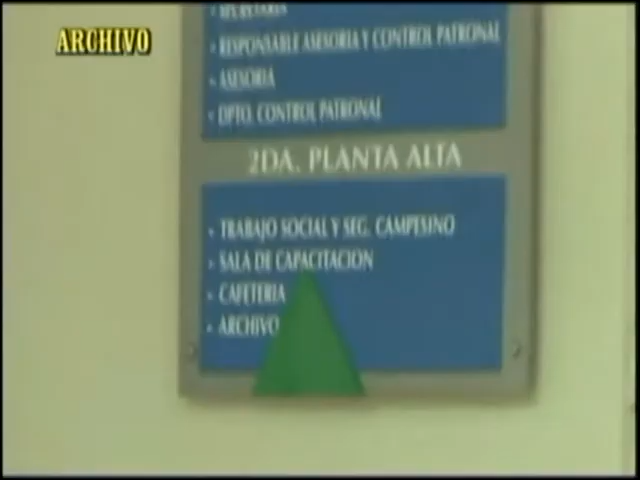 ARCHIVO
• SECRETARIA
• RESPONSABLE ASESORIA Y CONTROL PATRONAL
• ASESORIA
• DPTO. CONTROL PATRONAL
2DA. PLANTA ALTA
• TRABAJO SOCIAL Y SEG. CAMPESINO
• SALA DE CAPACITACION
• CAFETERIA
• ARCHIVO